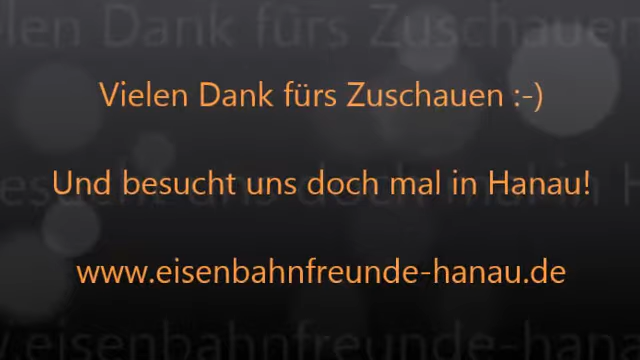 Vielen Dank fürs Zuschauen :-)
Und besucht uns doch mal in Hanau!
www.eisenbahnfreunde-hanau.de